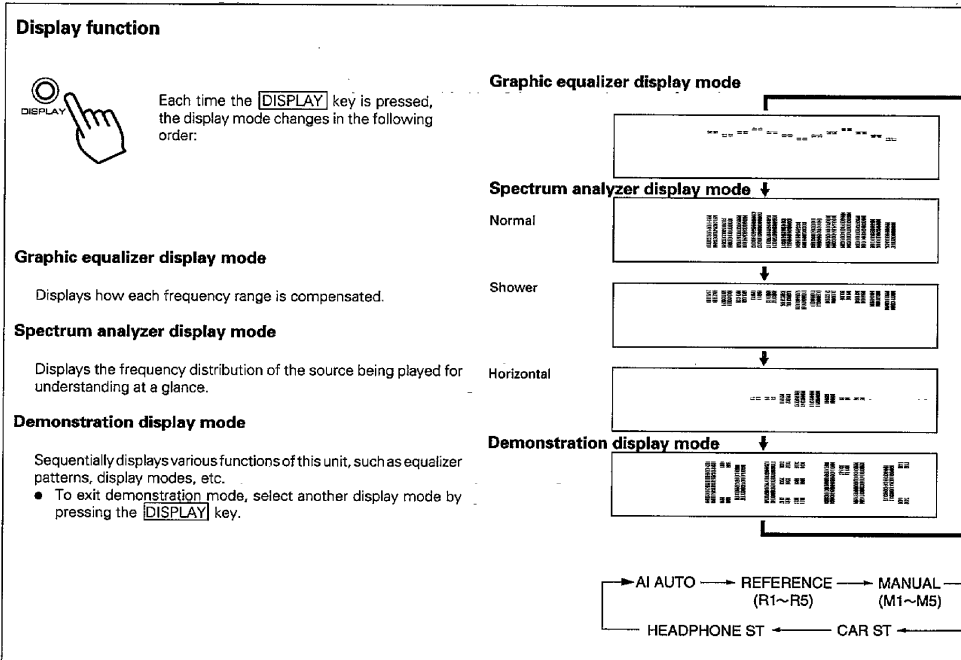 Display function
DISPLAY
Each time the DISPLAY key is pressed,
the display mode changes in the following
order:
Graphic equalizer display mode
Displays how each frequency range is compensated.
Spectrum analyzer display mode
Displays the frequency distribution of the source being played for
understanding at a glance.
Demonstration display mode
Sequentially displays various functions of this unit, such as equalizer
patterns, display modes, etc.
● To exit demonstration mode, select another display mode by
pressing the DISPLAY key.
Graphic equalizer display mode
Spectrum analyzer display mode
Normal
Shower
Horizontal
Demonstration display mode
AI AUTO REFERENCE MANUAL
(R1~R5) (M1~M5)
HEADPHONE ST CAR ST